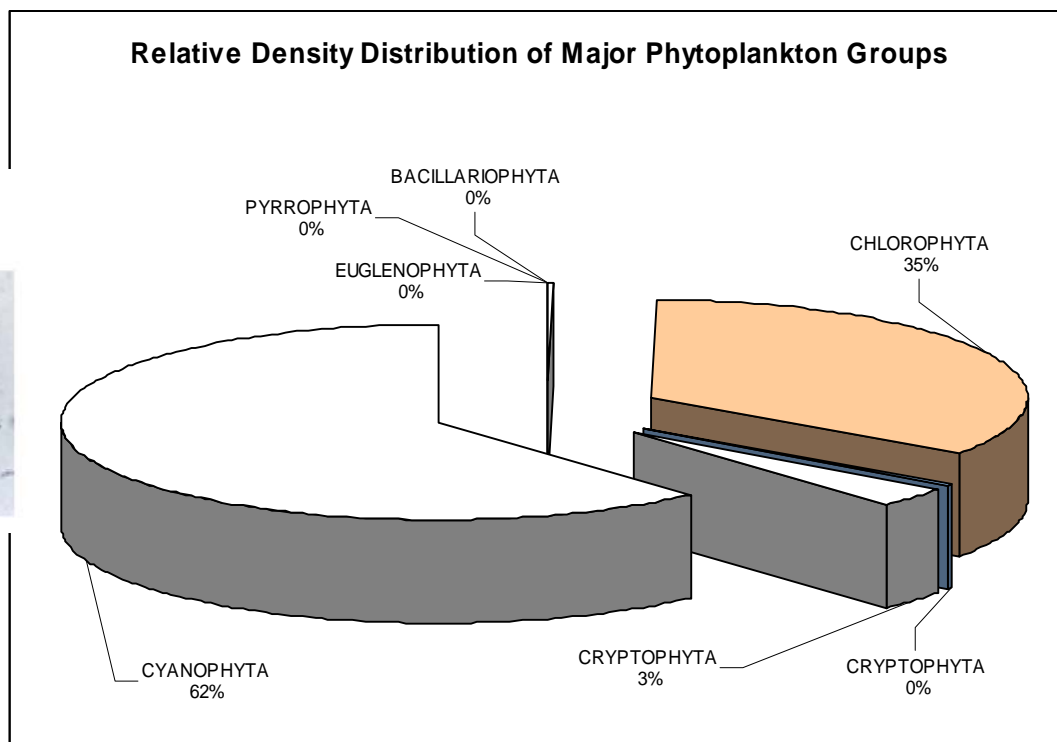 Relative Density Distribution of Major Phytoplankton Groups
BACILLARIOPHYTA
0%
PYRROPHYTA
0%
EUGLENOPHYTA
0%
CHLOROPHYTA
35%
CYANOPHYTA
62%
CRYPTOPHYTA
3%
CRYPTOPHYTA
0%